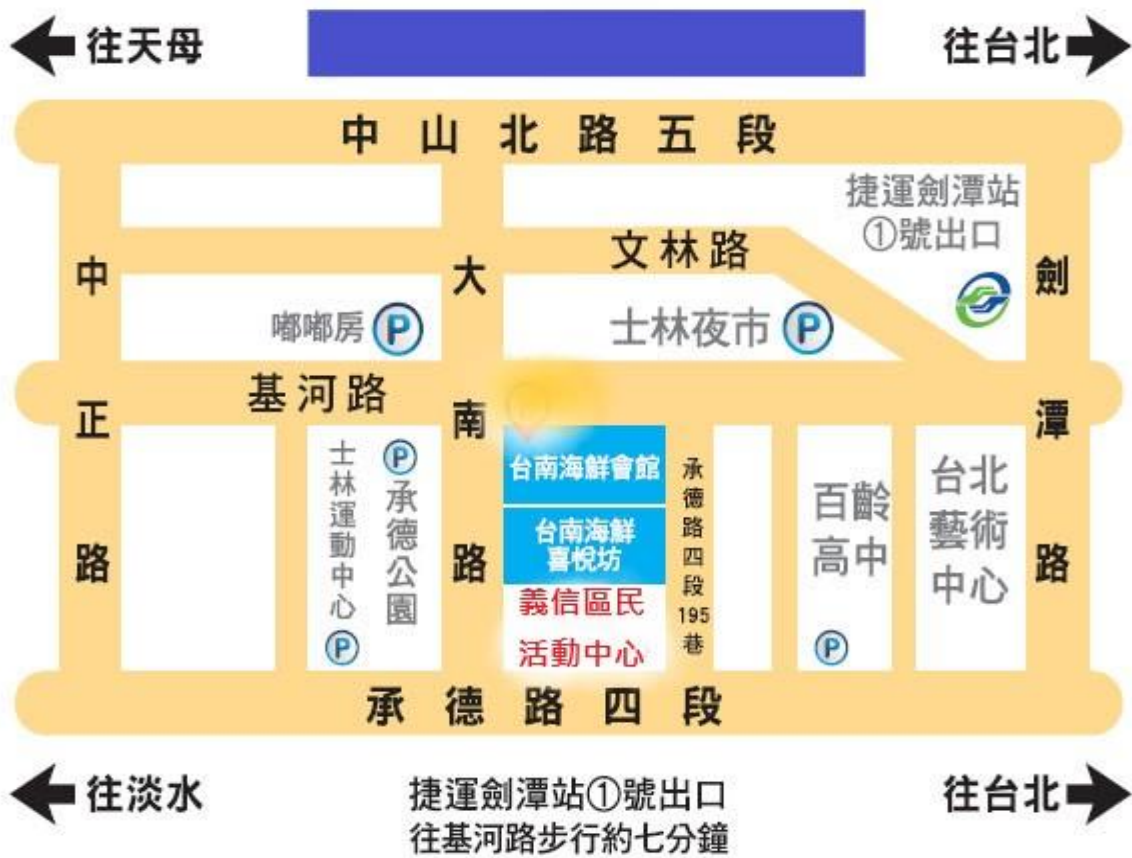 往天母
往台北
中山北路五段
捷運劍潭站
①號出口
文林路
中正路
大南路
劍潭路
嘟嘟房 P
士林夜市 P
基河路
士林運動中心 P
P 承德公園
台南海鮮會館
台南海鮮
喜悅坊
義信區民
活動中心
承德路四段195巷
百齡
高中
P
台北
藝術
中心
承德路四段
往淡水
捷運劍潭站①號出口
往基河路步行約七分鐘
往台北